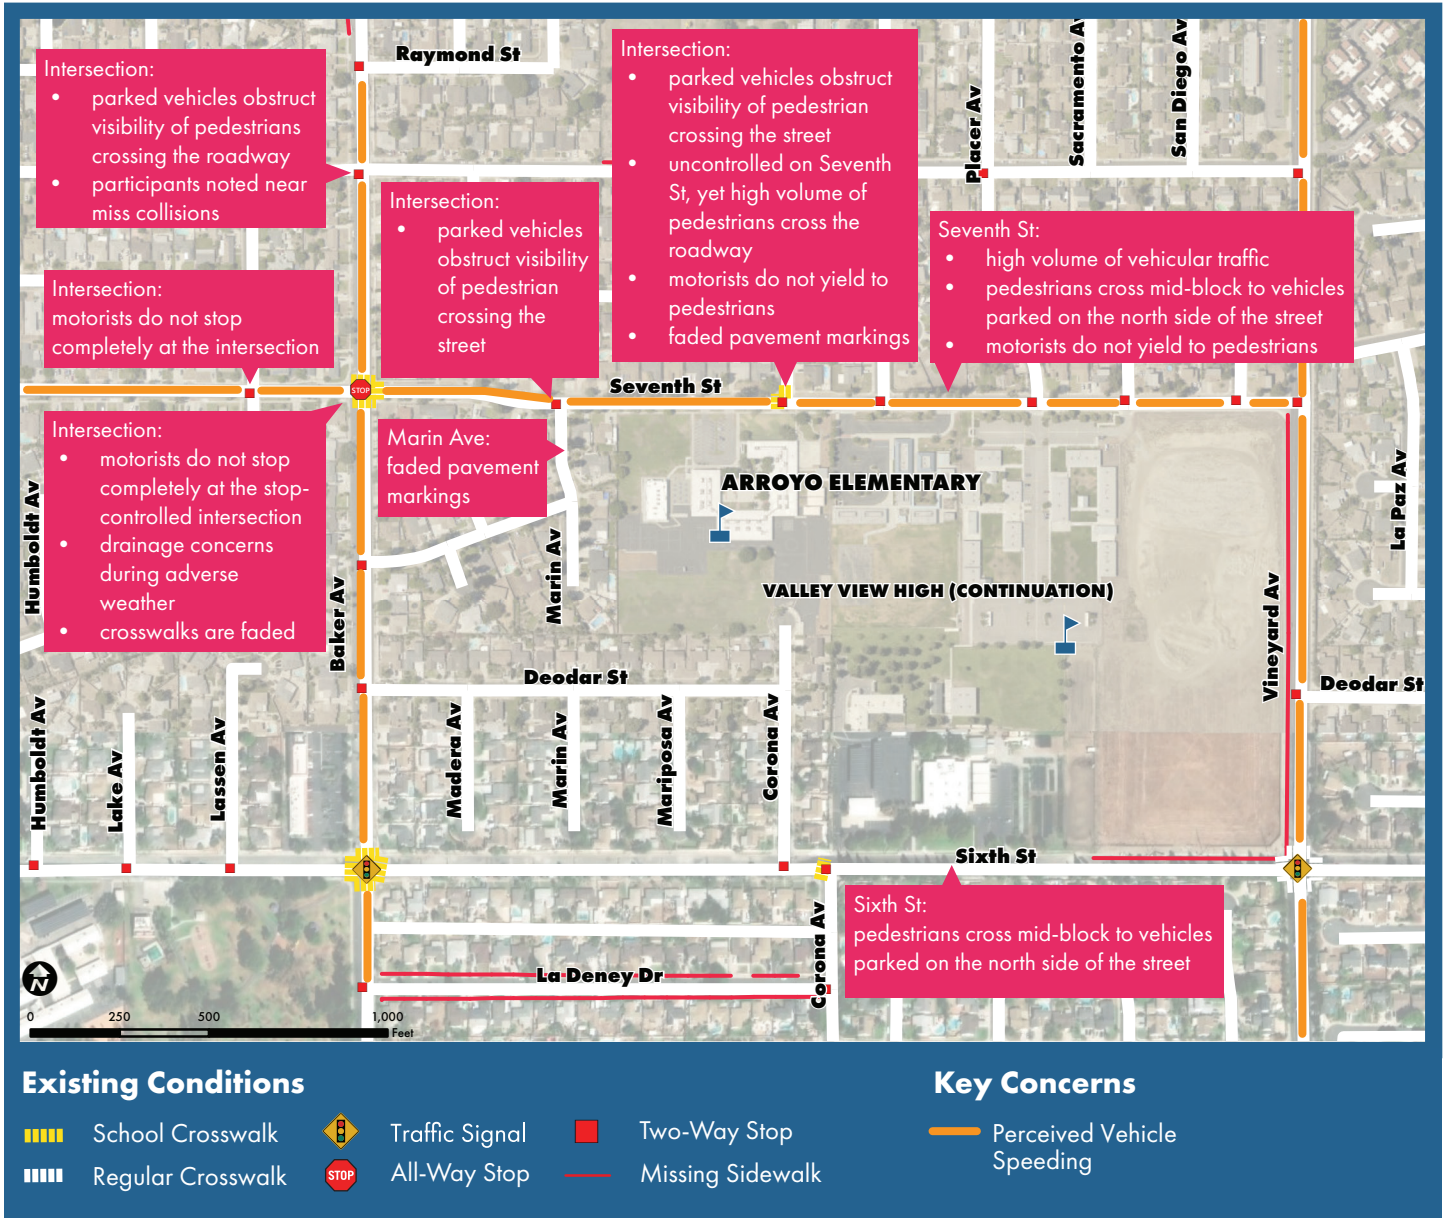 Raymond St
Placer Av
Sacramento Av
San Diego Av
Intersection:
• parked vehicles obstruct
visibility of pedestrians
crossing the roadway
• participants noted near
miss collisions
Intersection:
• parked vehicles
obstruct visibility
of pedestrian
crossing the
street
Intersection:
• parked vehicles obstruct
visibility of pedestrian
crossing the street
• uncontrolled on Seventh
St, yet high volume of
pedestrians cross the
roadway
• motorists do not yield to
pedestrians
• faded pavement markings
Seventh St:
• high volume of vehicular traffic
• pedestrians cross mid-block to vehicles
parked on the north side of the street
• motorists do not yield to pedestrians
Intersection:
motorists do not stop
completely at the intersection
STOP
Seventh St
Intersection:
• motorists do not stop
completely at the stop-
controlled intersection
• drainage concerns
during adverse
weather
• crosswalks are faded
Marin Ave:
faded pavement
markings
ARROYO ELEMENTARY
VALLEY VIEW HIGH (CONTINUATION)
Humboldt Av
Baker Av
Marin Av
Vineyard Av
La Paz Av
Deodar St
Deodar St
Humboldt Av
Lake Av
Lassen Av
Madera Av
Marin Av
Mariposa Av
Corona Av
Sixth St
Sixth St:
pedestrians cross mid-block to vehicles
parked on the north side of the street
Corona Av
La Deney Dr
N
0 250 500 1,000
Feet
Existing Conditions
School Crosswalk
Traffic Signal
Two-Way Stop
Regular Crosswalk
STOP
All-Way Stop
Missing Sidewalk
Key Concerns
Perceived Vehicle
Speeding